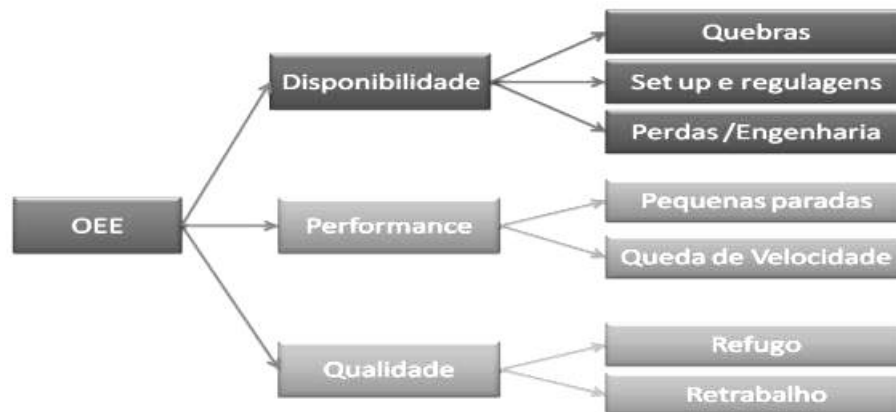 Quebras
Disponibilidade
Set up e regulagens
Perdas /Engenharia
OEE
Performance
Pequenas paradas
Queda de Velocidade
Qualidade
Refugo
Retrabalho